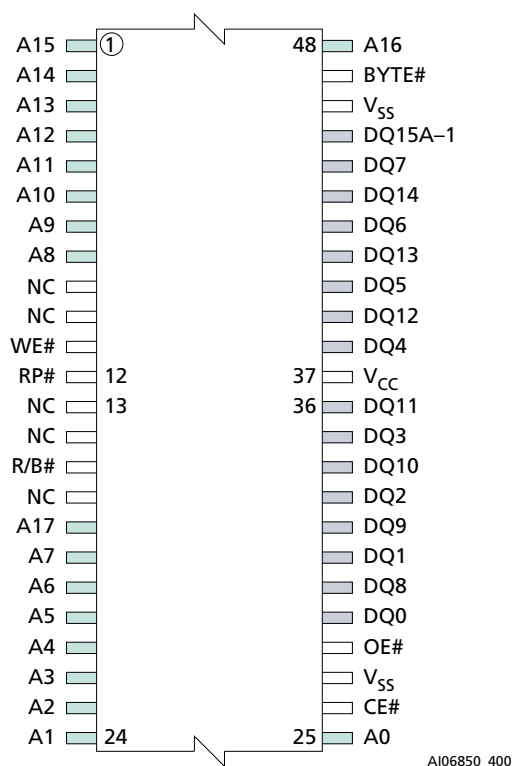 A15 1 48 A16
A14 BYTE#
A13 VSS
A12 DQ15A–1
A11 DQ7
A10 DQ14
A9 DQ6
A8 DQ13
NC DQ5
NC DQ12
WE# DQ4
RP# 12 37 VCC
NC 13 36 DQ11
NC DQ3
R/B# DQ10
NC DQ2
A17 DQ9
A7 DQ1
A6 DQ8
A5 DQ0
A4 OE#
A3 VSS
A2 CE#
A1 24 25 A0
AI06850_400